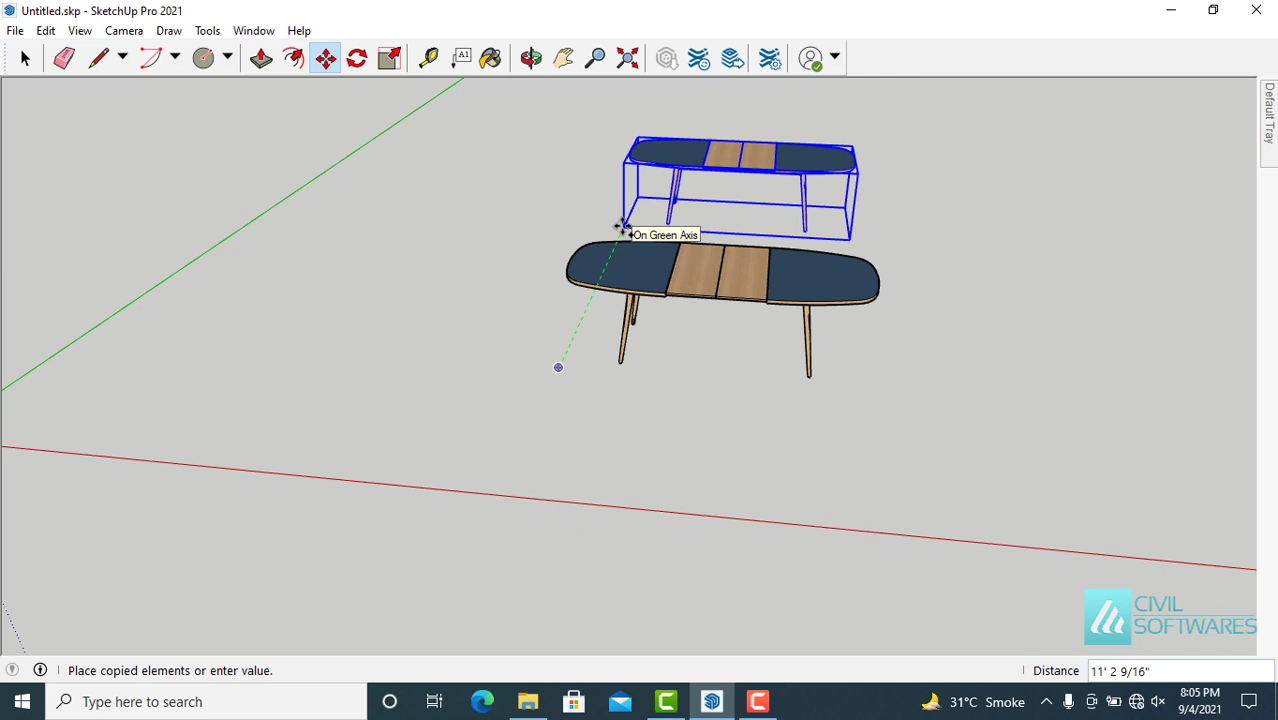 Untitled.skp - SketchUp Pro 2021
File Edit View Camera Draw Tools Window Help
A1
Default Tray
On Green Axis
CIVIL
SOFTWARES
Place copied elements or enter value.
Distance 11' 2 9/16"
Type here to search
31°C Smoke
8:05 PM
9/4/2021